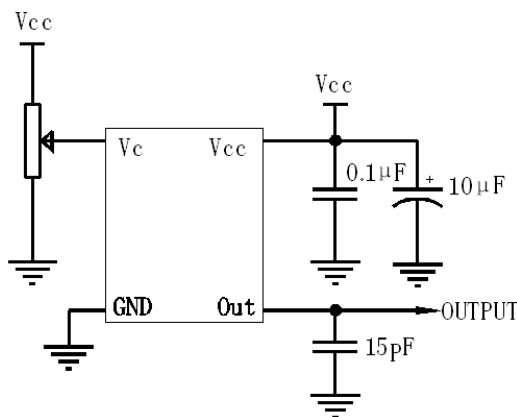 Vcc
Vcc
Vc
Vcc
0.1μF
+
10μF
GND
Out
OUTPUT
15pF